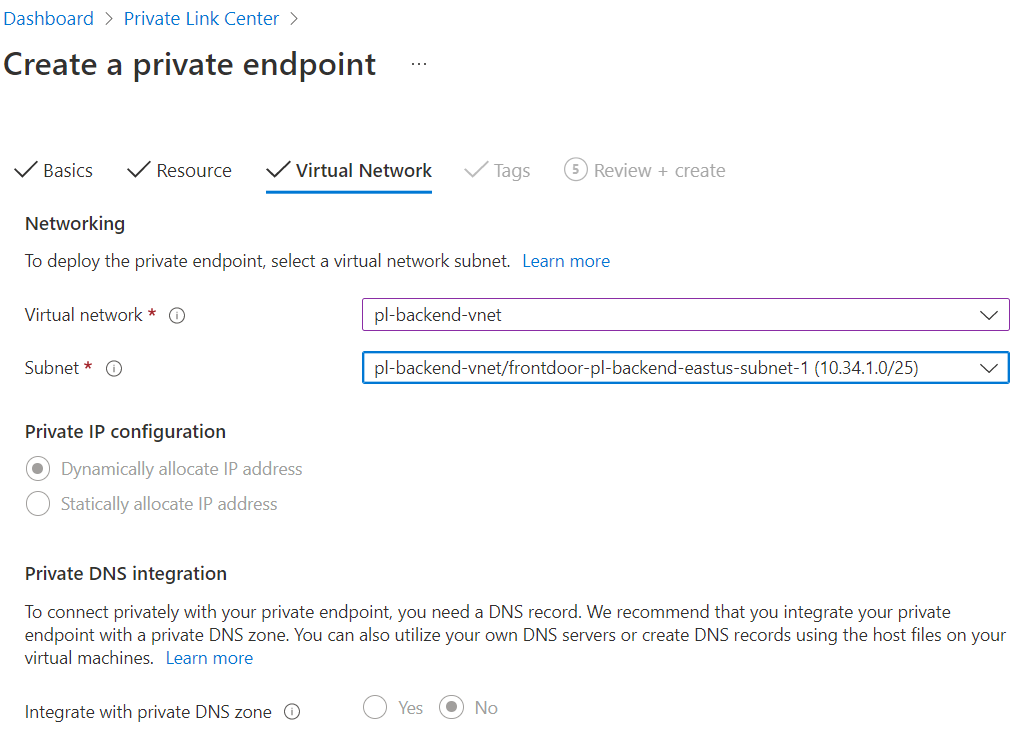 Dashboard > Private Link Center >
Create a private endpoint ...
Basics Resource Virtual Network Tags 5 Review + create
Networking
To deploy the private endpoint, select a virtual network subnet. Learn more
Virtual network * pl-backend-vnet
Subnet * pl-backend-vnet/frontdoor-pl-backend-eastus-subnet-1 (10.34.1.0/25)
Private IP configuration
Dynamically allocate IP address
Statically allocate IP address
Private DNS integration
To connect privately with your private endpoint, you need a DNS record. We recommend that you integrate your private
endpoint with a private DNS zone. You can also utilize your own DNS servers or create DNS records using the host files on your
virtual machines. Learn more
Integrate with private DNS zone Yes No